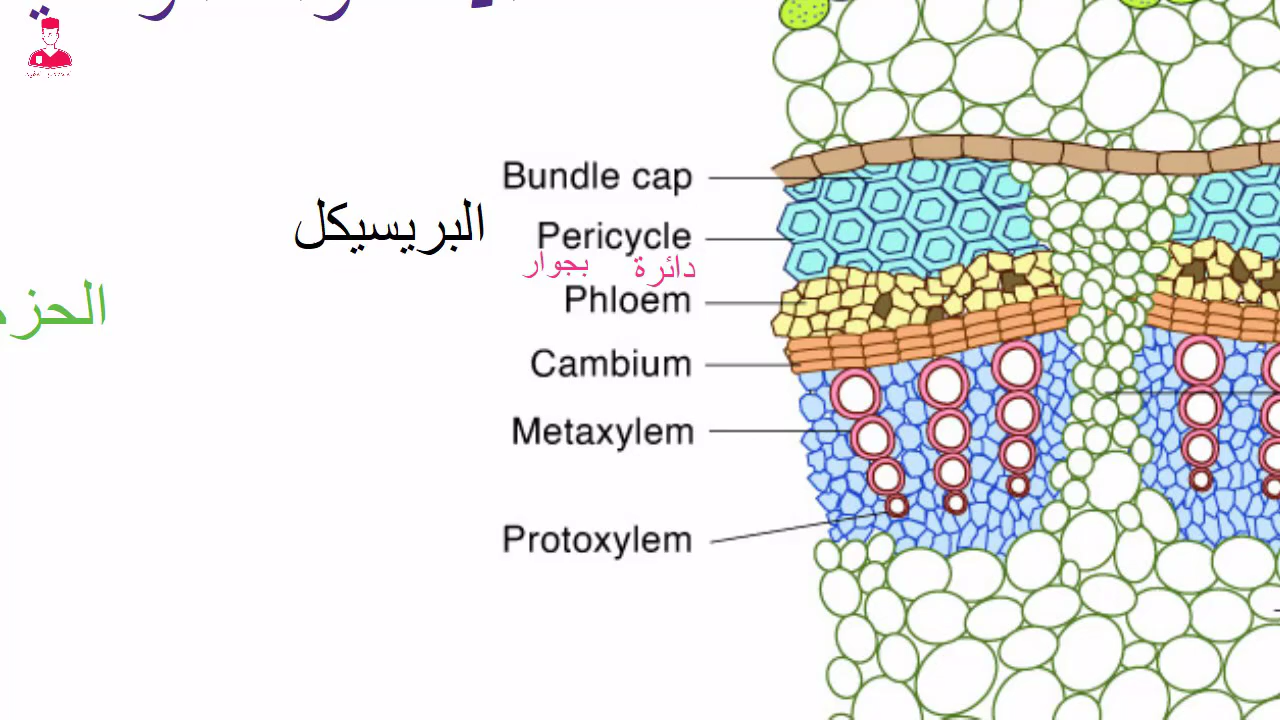 Bundle cap
البريسيكل
Pericycle
دائرة بجوار
Phloem
Cambium
Metaxylem
Protoxylem